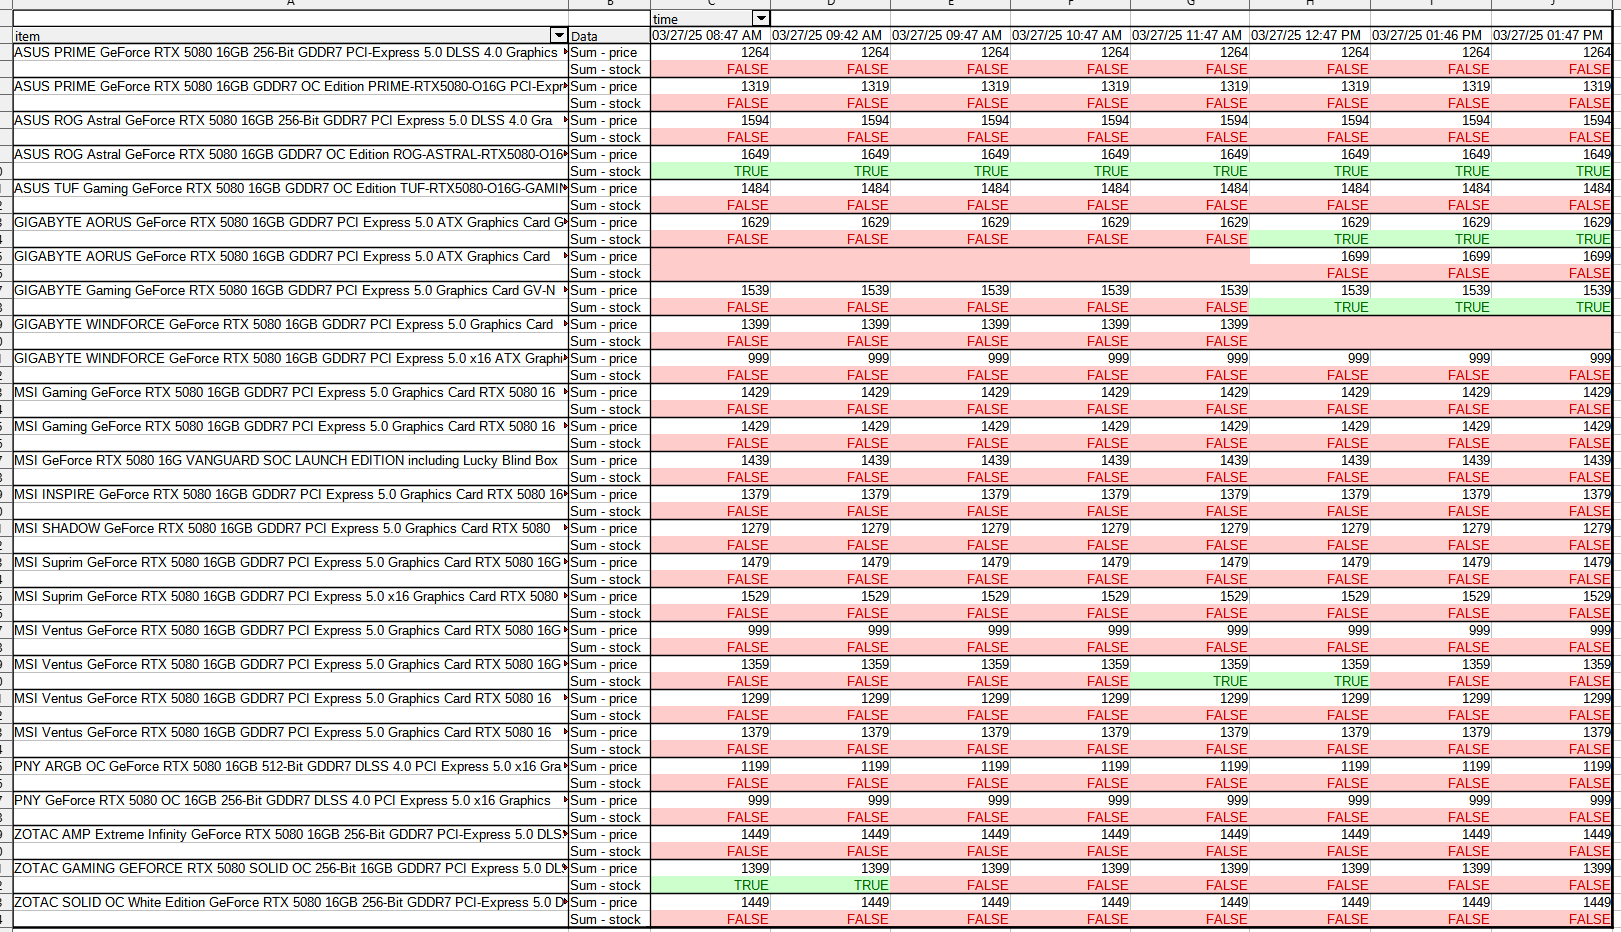 A B C D E F G H I J
time
item Data 03/27/25 08:47 AM 03/27/25 09:42 AM 03/27/25 09:47 AM 03/27/25 10:47 AM 03/27/25 11:47 AM 03/27/25 12:47 PM 03/27/25 01:46 PM 03/27/25 01:47 PM
ASUS PRIME GeForce RTX 5080 16GB 256-Bit GDDR7 PCI-Express 5.0 DLSS 4.0 Graphics Sum - price 1264 1264 1264 1264 1264 1264 1264 1264
Sum - stock FALSE FALSE FALSE FALSE FALSE FALSE FALSE FALSE
ASUS PRIME GeForce RTX 5080 16GB GDDR7 OC Edition PRIME-RTX5080-O16G PCI-Expr Sum - price 1319 1319 1319 1319 1319 1319 1319 1319
Sum - stock FALSE FALSE FALSE FALSE FALSE FALSE FALSE FALSE
ASUS ROG Astral GeForce RTX 5080 16GB 256-Bit GDDR7 PCI Express 5.0 DLSS 4.0 Gra Sum - price 1594 1594 1594 1594 1594 1594 1594 1594
Sum - stock FALSE FALSE FALSE FALSE FALSE FALSE FALSE FALSE
ASUS ROG Astral GeForce RTX 5080 16GB GDDR7 OC Edition ROG-ASTRAL-RTX5080-O16 Sum - price 1649 1649 1649 1649 1649 1649 1649 1649
Sum - stock TRUE TRUE TRUE TRUE TRUE TRUE TRUE TRUE
ASUS TUF Gaming GeForce RTX 5080 16GB GDDR7 OC Edition TUF-RTX5080-O16G-GAMIN Sum - price 1484 1484 1484 1484 1484 1484 1484 1484
Sum - stock FALSE FALSE FALSE FALSE FALSE FALSE FALSE FALSE
GIGABYTE AORUS GeForce RTX 5080 16GB GDDR7 PCI Express 5.0 ATX Graphics Card G Sum - price 1629 1629 1629 1629 1629 1629 1629 1629
Sum - stock FALSE FALSE FALSE FALSE FALSE TRUE TRUE TRUE
GIGABYTE AORUS GeForce RTX 5080 16GB GDDR7 PCI Express 5.0 ATX Graphics Card Sum - price 1699 1699 1699
Sum - stock FALSE FALSE FALSE
GIGABYTE Gaming GeForce RTX 5080 16GB GDDR7 PCI Express 5.0 Graphics Card GV-N Sum - price 1539 1539 1539 1539 1539 1539 1539 1539
Sum - stock FALSE FALSE FALSE FALSE FALSE TRUE TRUE TRUE
GIGABYTE WINDFORCE GeForce RTX 5080 16GB GDDR7 PCI Express 5.0 Graphics Card Sum - price 1399 1399 1399 1399 1399
Sum - stock FALSE FALSE FALSE FALSE FALSE
GIGABYTE WINDFORCE GeForce RTX 5080 16GB GDDR7 PCI Express 5.0 x16 ATX Graphi Sum - price 999 999 999 999 999 999 999 999
Sum - stock FALSE FALSE FALSE FALSE FALSE FALSE FALSE FALSE
MSI Gaming GeForce RTX 5080 16GB GDDR7 PCI Express 5.0 Graphics Card RTX 5080 16 Sum - price 1429 1429 1429 1429 1429 1429 1429 1429
Sum - stock FALSE FALSE FALSE FALSE FALSE FALSE FALSE FALSE
MSI Gaming GeForce RTX 5080 16GB GDDR7 PCI Express 5.0 Graphics Card RTX 5080 16 Sum - price 1429 1429 1429 1429 1429 1429 1429 1429
Sum - stock FALSE FALSE FALSE FALSE FALSE FALSE FALSE FALSE
MSI GeForce RTX 5080 16G VANGUARD SOC LAUNCH EDITION including Lucky Blind Box Sum - price 1439 1439 1439 1439 1439 1439 1439 1439
Sum - stock FALSE FALSE FALSE FALSE FALSE FALSE FALSE FALSE
MSI INSPIRE GeForce RTX 5080 16GB GDDR7 PCI Express 5.0 Graphics Card RTX 5080 16 Sum - price 1379 1379 1379 1379 1379 1379 1379 1379
Sum - stock FALSE FALSE FALSE FALSE FALSE FALSE FALSE FALSE
MSI SHADOW GeForce RTX 5080 16GB GDDR7 PCI Express 5.0 Graphics Card RTX 5080 Sum - price 1279 1279 1279 1279 1279 1279 1279 1279
Sum - stock FALSE FALSE FALSE FALSE FALSE FALSE FALSE FALSE
MSI Suprim GeForce RTX 5080 16GB GDDR7 PCI Express 5.0 Graphics Card RTX 5080 16G Sum - price 1479 1479 1479 1479 1479 1479 1479 1479
Sum - stock FALSE FALSE FALSE FALSE FALSE FALSE FALSE FALSE
MSI Suprim GeForce RTX 5080 16GB GDDR7 PCI Express 5.0 x16 Graphics Card RTX 5080 Sum - price 1529 1529 1529 1529 1529 1529 1529 1529
Sum - stock FALSE FALSE FALSE FALSE FALSE FALSE FALSE FALSE
MSI Ventus GeForce RTX 5080 16GB GDDR7 PCI Express 5.0 Graphics Card RTX 5080 16G Sum - price 999 999 999 999 999 999 999 999
Sum - stock FALSE FALSE FALSE FALSE FALSE FALSE FALSE FALSE
MSI Ventus GeForce RTX 5080 16GB GDDR7 PCI Express 5.0 Graphics Card RTX 5080 16G Sum - price 1359 1359 1359 1359 1359 1359 1359 1359
Sum - stock FALSE FALSE FALSE FALSE TRUE TRUE FALSE FALSE
MSI Ventus GeForce RTX 5080 16GB GDDR7 PCI Express 5.0 Graphics Card RTX 5080 16 Sum - price 1299 1299 1299 1299 1299 1299 1299 1299
Sum - stock FALSE FALSE FALSE FALSE FALSE FALSE FALSE FALSE
MSI Ventus GeForce RTX 5080 16GB GDDR7 PCI Express 5.0 Graphics Card RTX 5080 16 Sum - price 1379 1379 1379 1379 1379 1379 1379 1379
Sum - stock FALSE FALSE FALSE FALSE FALSE FALSE FALSE FALSE
PNY ARGB OC GeForce RTX 5080 16GB 512-Bit GDDR7 DLSS 4.0 PCI Express 5.0 x16 Gra Sum - price 1199 1199 1199 1199 1199 1199 1199 1199
Sum - stock FALSE FALSE FALSE FALSE FALSE FALSE FALSE FALSE
PNY GeForce RTX 5080 OC 16GB 256-Bit GDDR7 DLSS 4.0 PCI Express 5.0 x16 Graphics Sum - price 999 999 999 999 999 999 999 999
Sum - stock FALSE FALSE FALSE FALSE FALSE FALSE FALSE FALSE
ZOTAC AMP Extreme Infinity GeForce RTX 5080 16GB 256-Bit GDDR7 PCI-Express 5.0 DLS Sum - price 1449 1449 1449 1449 1449 1449 1449 1449
Sum - stock FALSE FALSE FALSE FALSE FALSE FALSE FALSE FALSE
ZOTAC GAMING GEFORCE RTX 5080 SOLID OC 256-Bit 16GB GDDR7 PCI Express 5.0 DL Sum - price 1399 1399 1399 1399 1399 1399 1399 1399
Sum - stock TRUE TRUE FALSE FALSE FALSE FALSE FALSE FALSE
ZOTAC SOLID OC White Edition GeForce RTX 5080 16GB 256-Bit GDDR7 PCI-Express 5.0 D Sum - price 1449 1449 1449 1449 1449 1449 1449 1449
Sum - stock FALSE FALSE FALSE FALSE FALSE FALSE FALSE FALSE